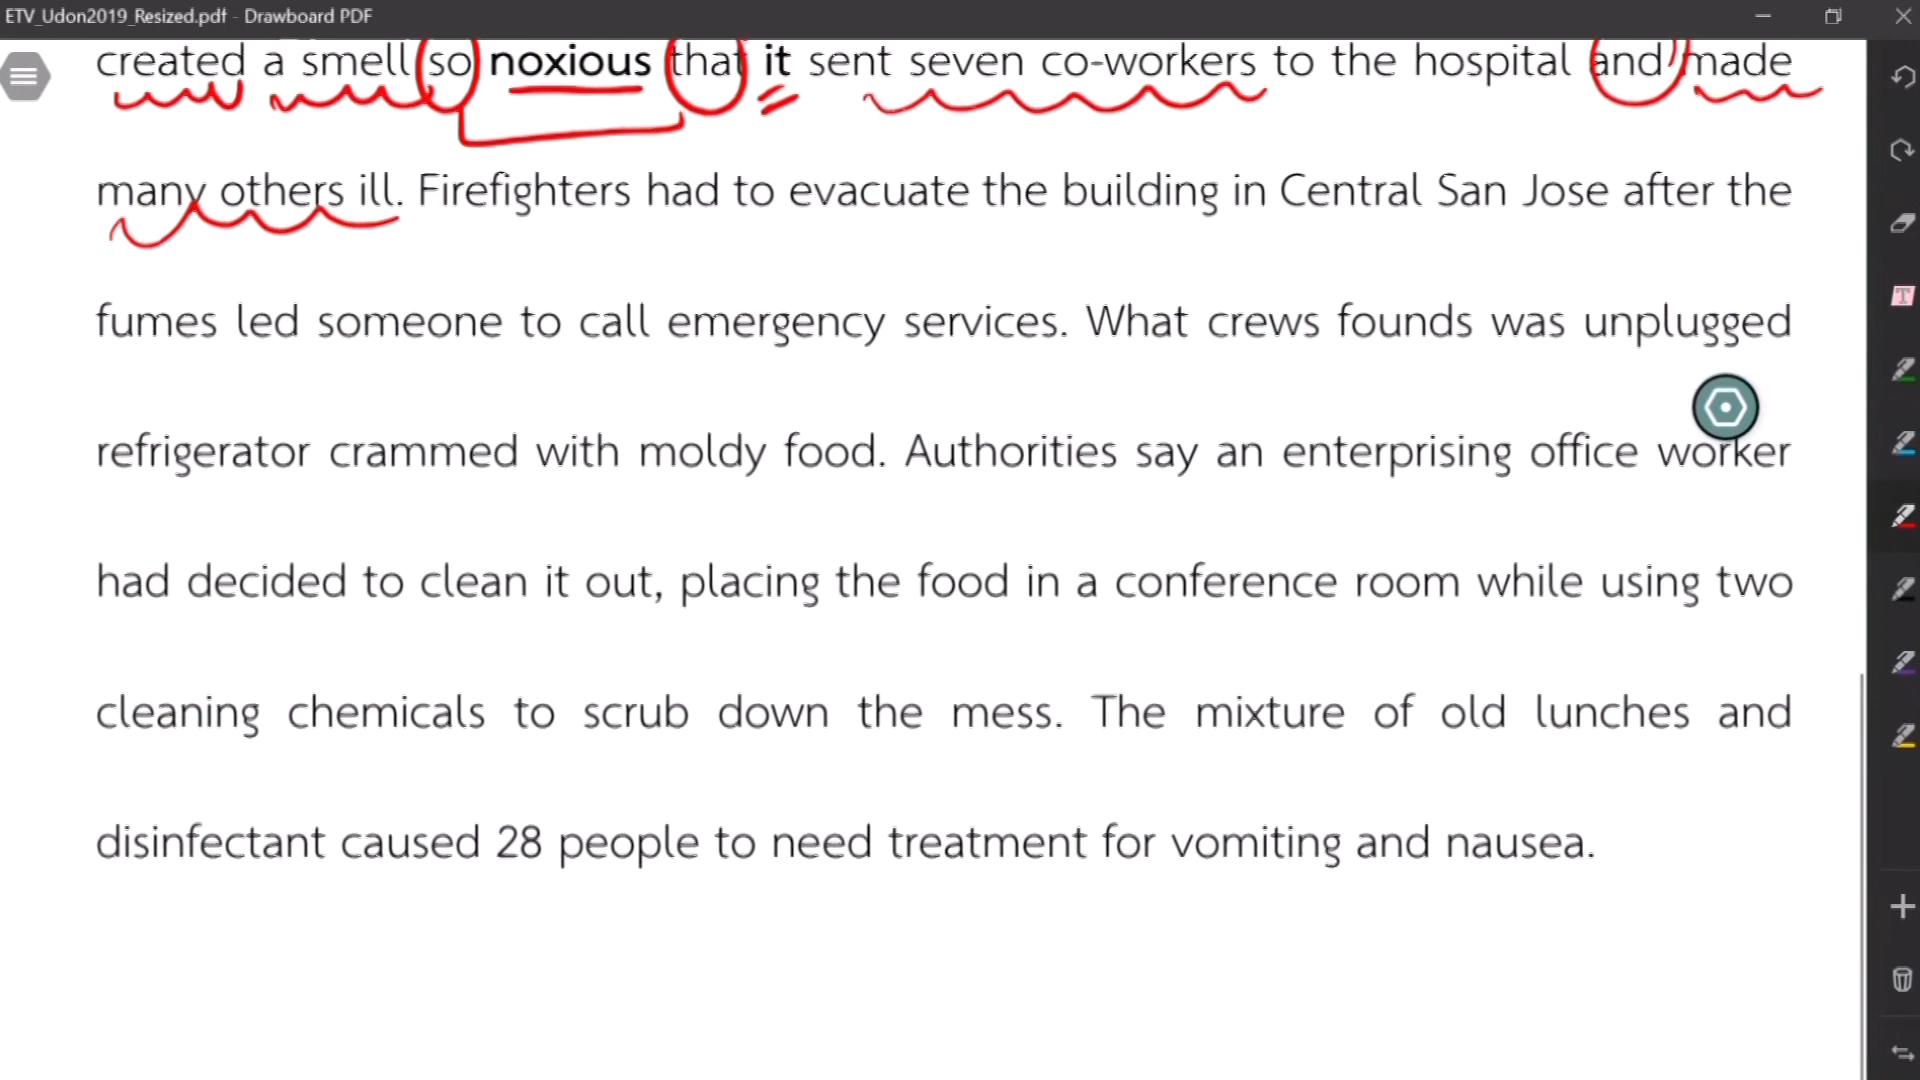 ETV_Udon2019_Resized.pdf - Drawboard PDF
created a smell so noxious that it sent seven co-workers to the hospital and made
many others ill. Firefighters had to evacuate the building in Central San Jose after the
fumes led someone to call emergency services. What crews founds was unplugged
refrigerator crammed with moldy food. Authorities say an enterprising office worker
had decided to clean it out, placing the food in a conference room while using two
cleaning chemicals to scrub down the mess. The mixture of old lunches and
disinfectant caused 28 people to need treatment for vomiting and nausea.